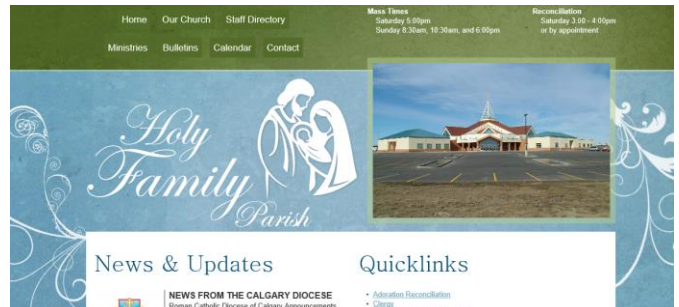 Home Our Church Staff Directory
Ministries Bulletins Calendar Contact
Mass Times
Saturday 5:00pm
Sunday 8:30am, 10:30am, and 6:00pm
Reconciliation
Saturday 3:00 - 4:00pm
or by appointment
Holy
Family
Parish
News & Updates
NEWS FROM THE CALGARY DIOCESE
Roman Catholic Diocese of Calgary Announcements
Quicklinks
Adoration Reconciliation
Clergy